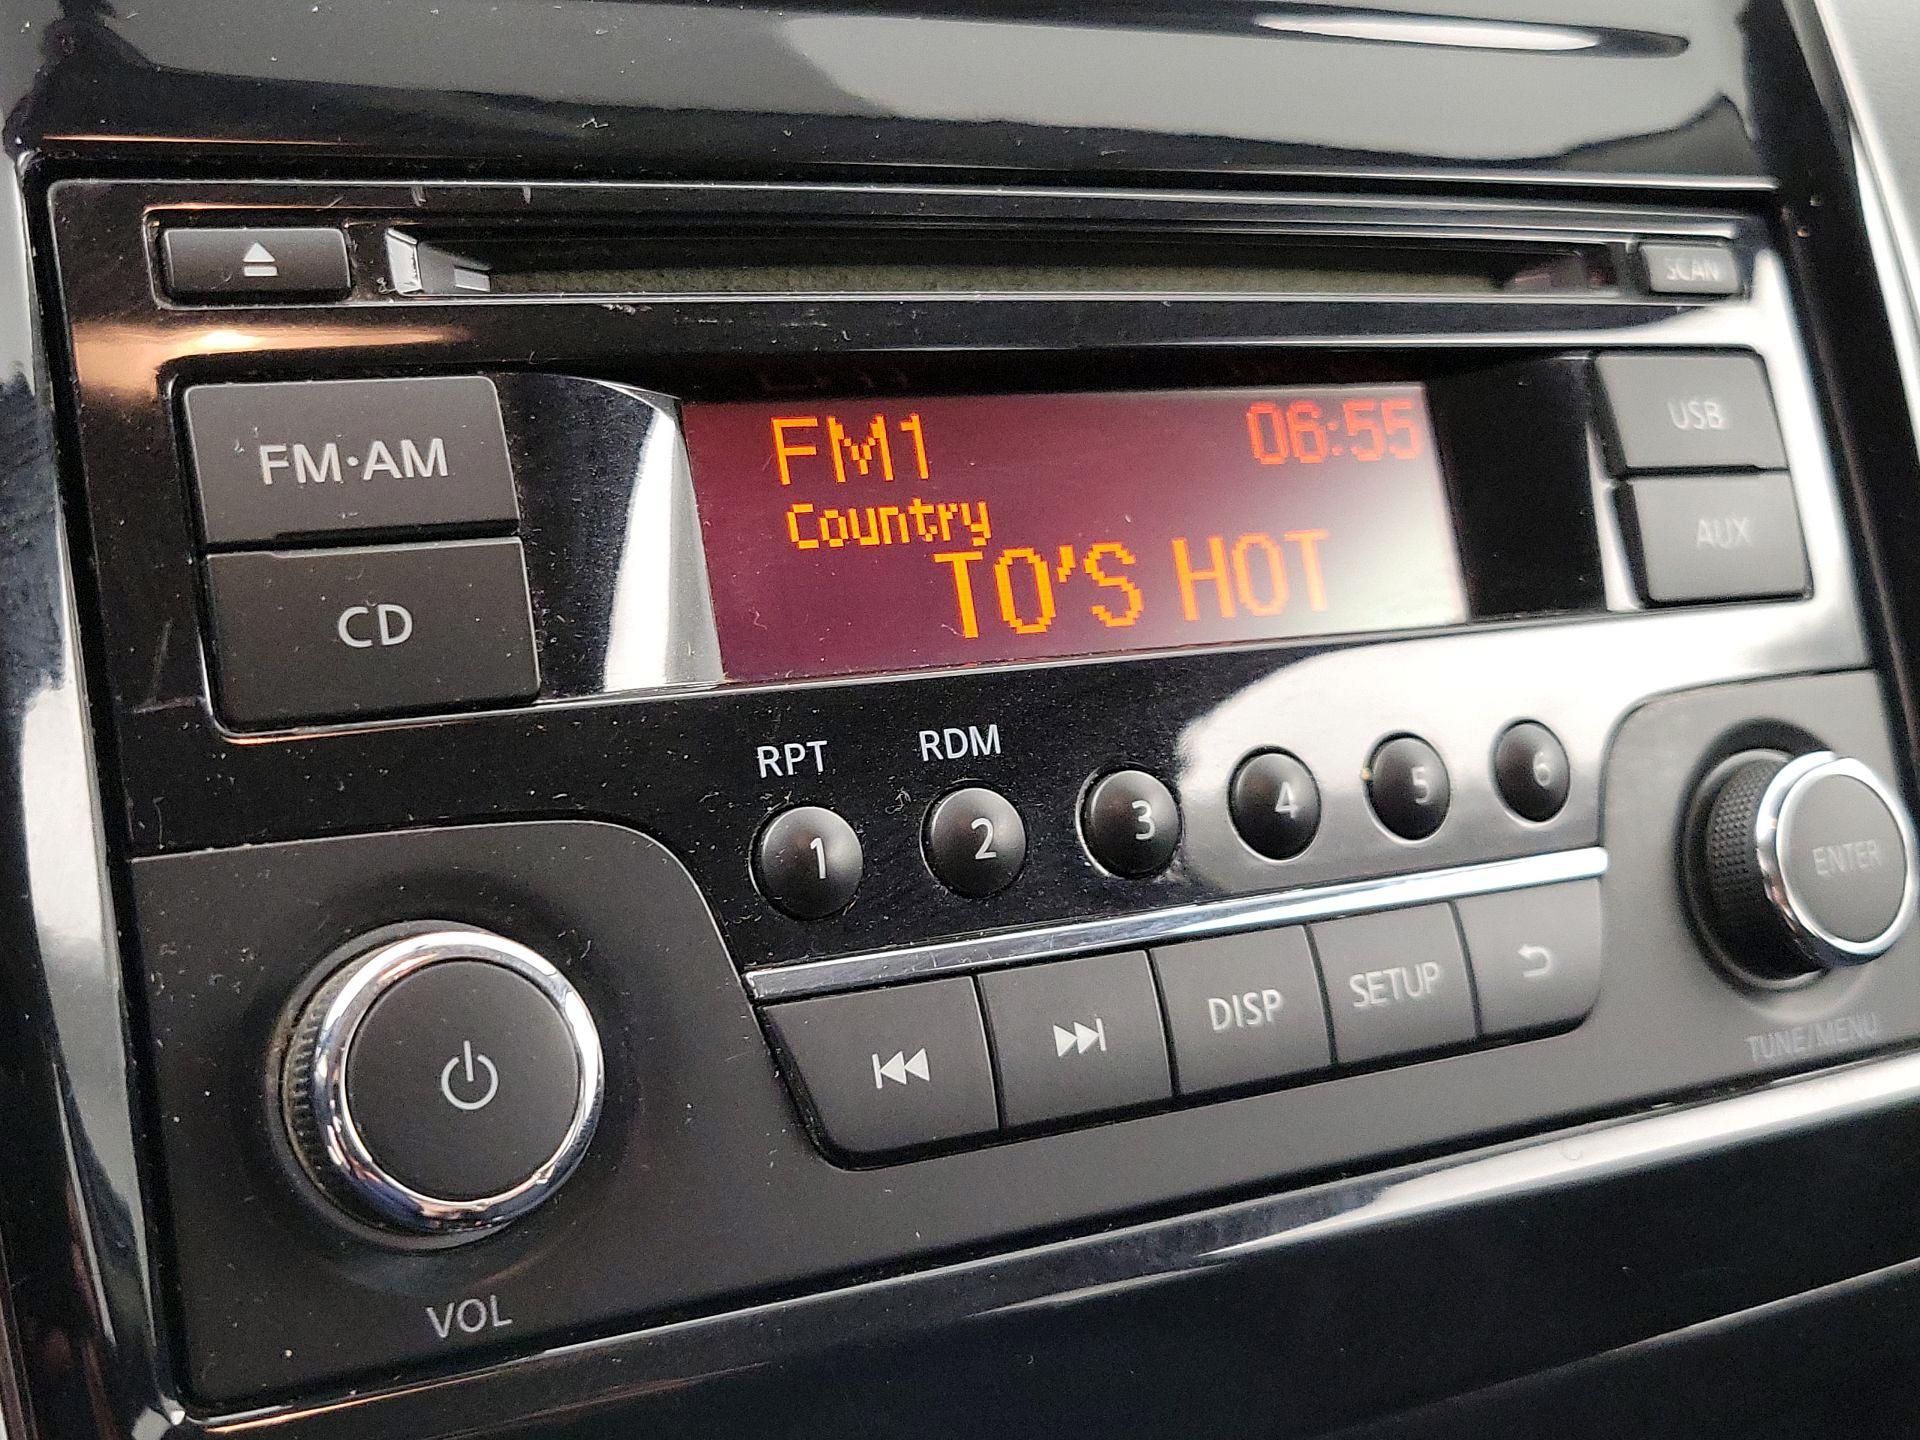 SCAN
FM·AM
CD
FM1 06:55
Country
TO'S HOT
USB
AUX
RPT RDM
1 2 3 4 5 6
ENTER
DISP SETUP
TUNE/MENU
VOL